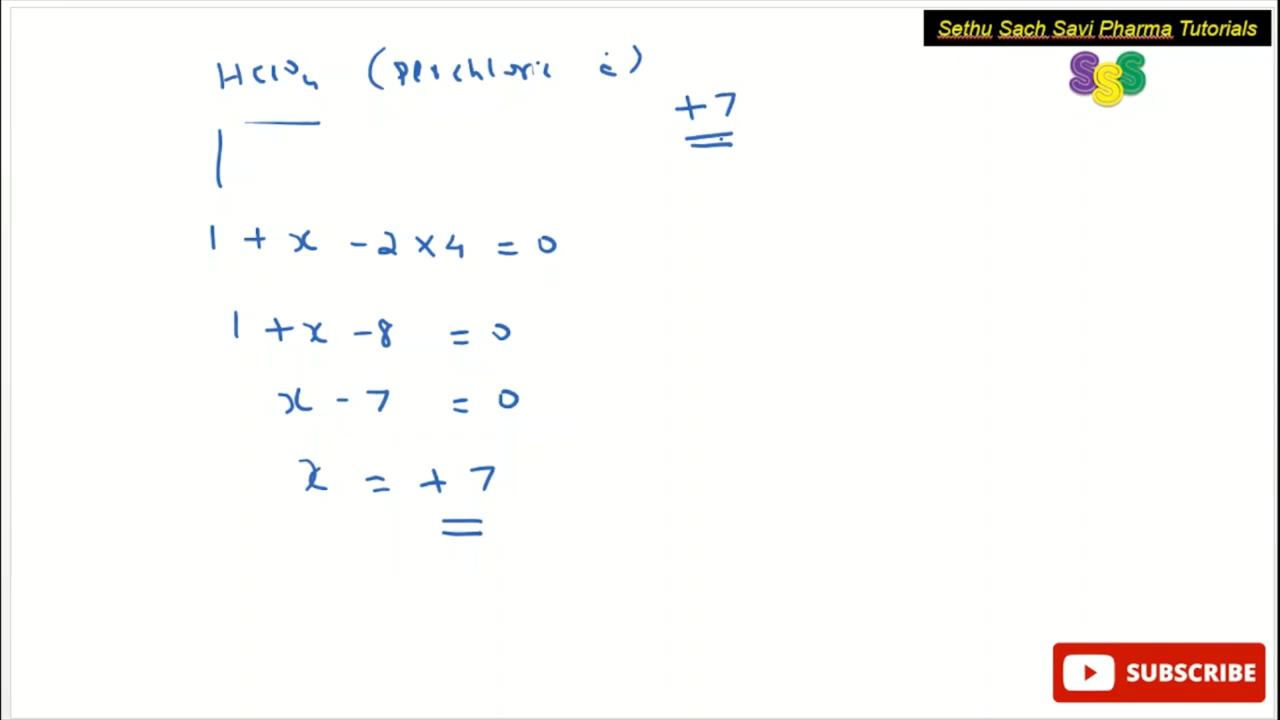 Sethu Sach Savi Pharma Tutorials
SSS
HClO4 (perchloric
+7
1 + x - 2 × 4 = 0
1 + x - 8 = 0
x - 7 = 0
x = + 7
SUBSCRIBE